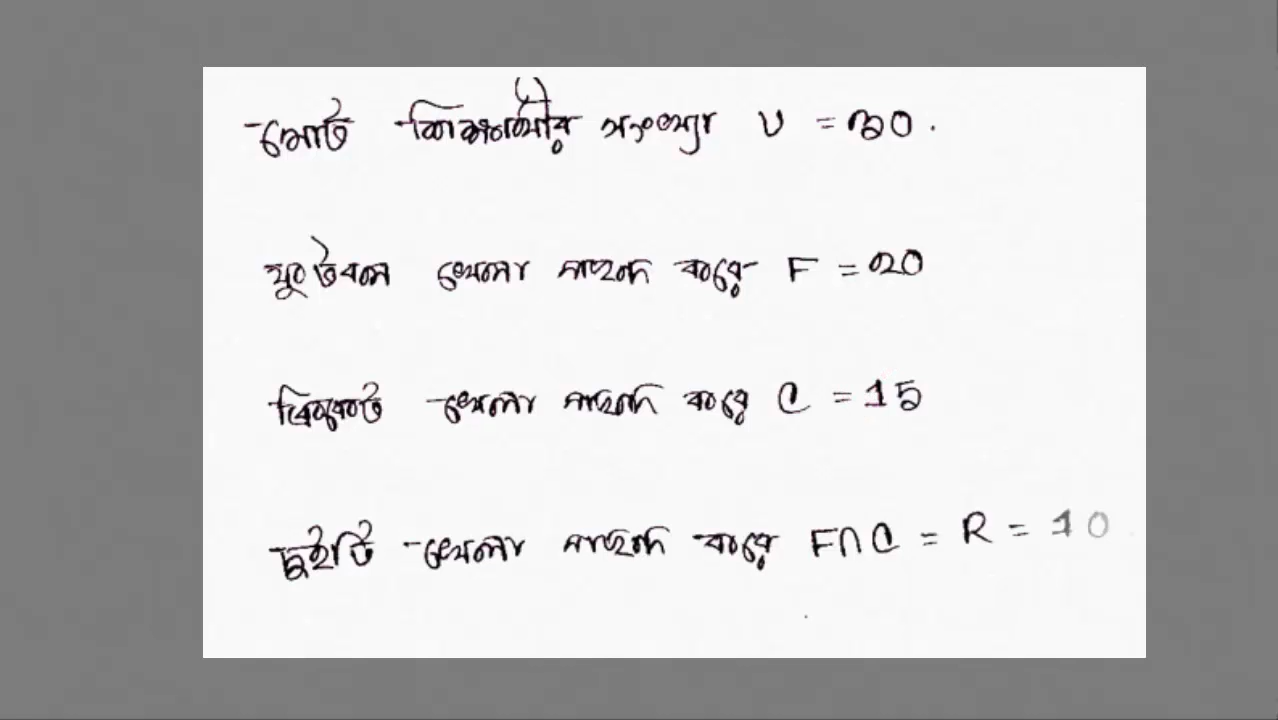 মোট শিক্ষার্থীর সংখ্যা U = 30.
ফুটবল খেলা পছন্দ করে F = 20
ক্রিকেট খেলা পছন্দ করে C = 15
দুইটি খেলা পছন্দ করে F∩C = R = 10